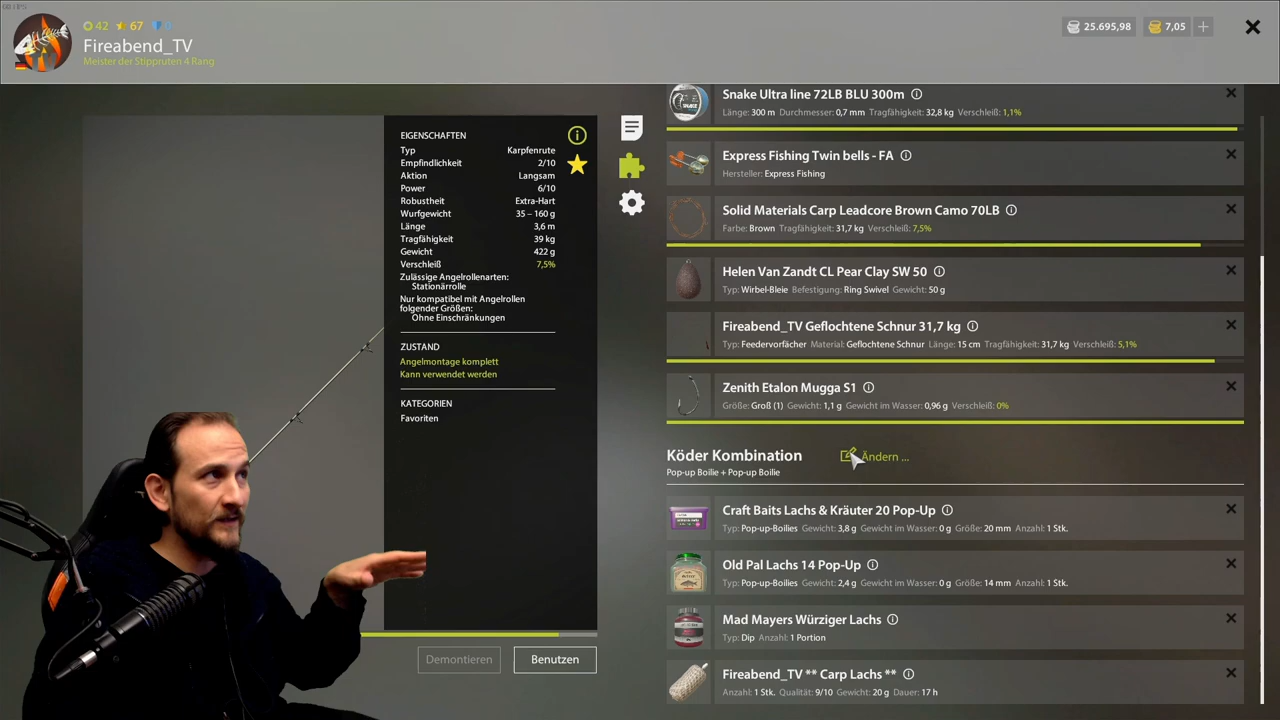 42 67
Fireabend_TV
Meister der Stippruten 4 Rang
25.695,98
7,05
EIGENSCHAFTEN
Typ Karpfenrute
Empfindlichkeit 2/10
Aktion Langsam
Power 6/10
Robustheit Extra-Hart
Wurfgewicht 35 – 160 g
Länge 3,6 m
Tragfähigkeit 39 kg
Gewicht 422 g
Verschleiß 7,5%
Zulässige Angelrollenarten:
Stationärrolle
Nur kompatibel mit Angelrollen
folgender Größen:
Ohne Einschränkungen
ZUSTAND
Angelmontage komplett
Kann verwendet werden
KATEGORIEN
Favoriten
Demontieren
Benutzen
Snake Ultra line 72LB BLU 300m
Länge: 300 m Durchmesser: 0,7 mm Tragfähigkeit: 32,8 kg Verschleiß: 1,1%
Express Fishing Twin bells - FA
Hersteller: Express Fishing
Solid Materials Carp Leadcore Brown Camo 70LB
Farbe: Brown Tragfähigkeit: 31,7 kg Verschleiß: 7,5%
Helen Van Zandt CL Pear Clay SW 50
Typ: Wirbel-Bleie Befestigung: Ring Swivel Gewicht: 50 g
Fireabend_TV Geflochtene Schnur 31,7 kg
Typ: Feedervorfächer Material: Geflochtene Schnur Länge: 15 cm Tragfähigkeit: 31,7 kg Verschleiß: 5,1%
Zenith Etalon Mugga S1
Größe: Groß (1) Gewicht: 1,1 g Gewicht im Wasser: 0,96 g Verschleiß: 0%
Köder Kombination
Ändern ...
Pop-up Boilie + Pop-up Boilie
Craft Baits Lachs & Kräuter 20 Pop-Up
Typ: Pop-up-Boilies Gewicht: 3,8 g Gewicht im Wasser: 0 g Größe: 20 mm Anzahl: 1 Stk.
Old Pal Lachs 14 Pop-Up
Typ: Pop-up-Boilies Gewicht: 2,4 g Gewicht im Wasser: 0 g Größe: 14 mm Anzahl: 1 Stk.
Mad Mayers Würziger Lachs
Typ: Dip Anzahl: 1 Portion
Fireabend_TV ** Carp Lachs **
Anzahl: 1 Stk. Qualität: 9/10 Gewicht: 20 g Dauer: 17 h